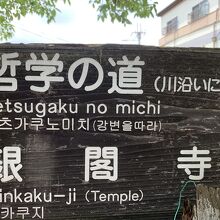 哲学の道(川沿いに
etsugaku no michi
츠가쿠노미치(강변을따라)
銀閣寺
inkaku-ji (Temple)
카쿠지